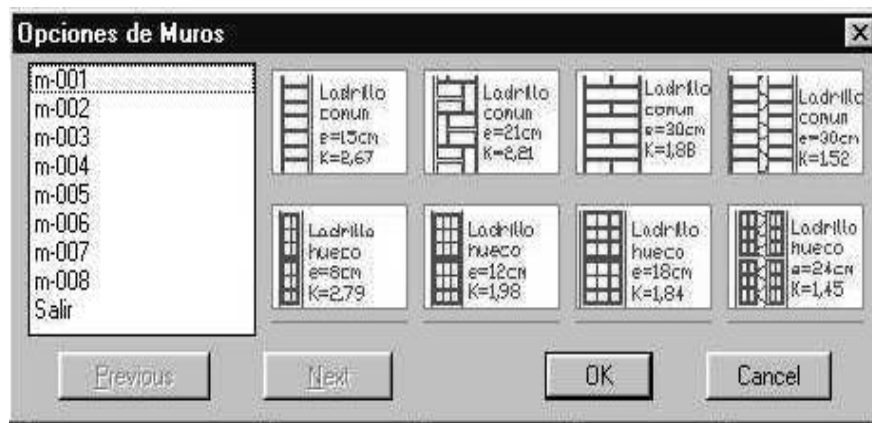 Opciones de Muros
m-001
m-002
m-003
m-004
m-005
m-006
m-007
m-008
Salir
Ladrillo
comun
e=15cm
K=2,67
Ladrillo
comun
e=21cm
K=2,21
Ladrillo
comun
e=30cm
K=1,88
Ladrillo
comun
e=30cm
K=1,52
Ladrillo
hueco
e=8cm
K=2,79
Ladrillo
hueco
e=12cm
K=1,98
Ladrillo
hueco
e=18cm
K=1,84
Ladrillo
hueco
e=24cm
K=1,45
Previous
Next
OK
Cancel